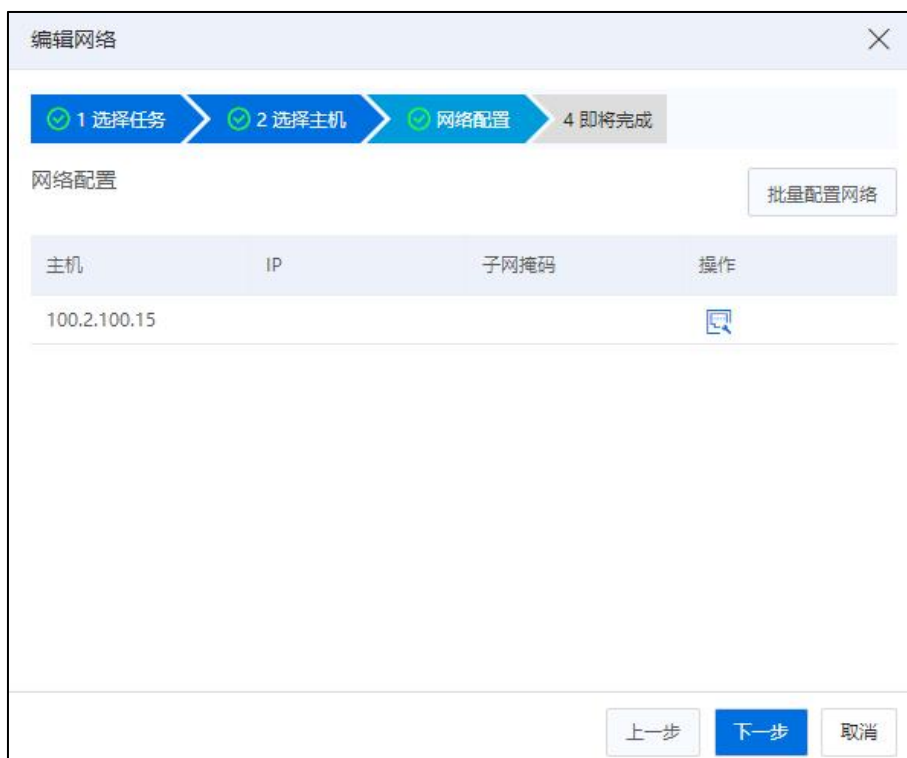 编辑网络
1 选择任务 2 选择主机 网络配置 4 即将完成
网络配置
批量配置网络
主机 IP 子网掩码 操作
100.2.100.15
上一步 下一步 取消